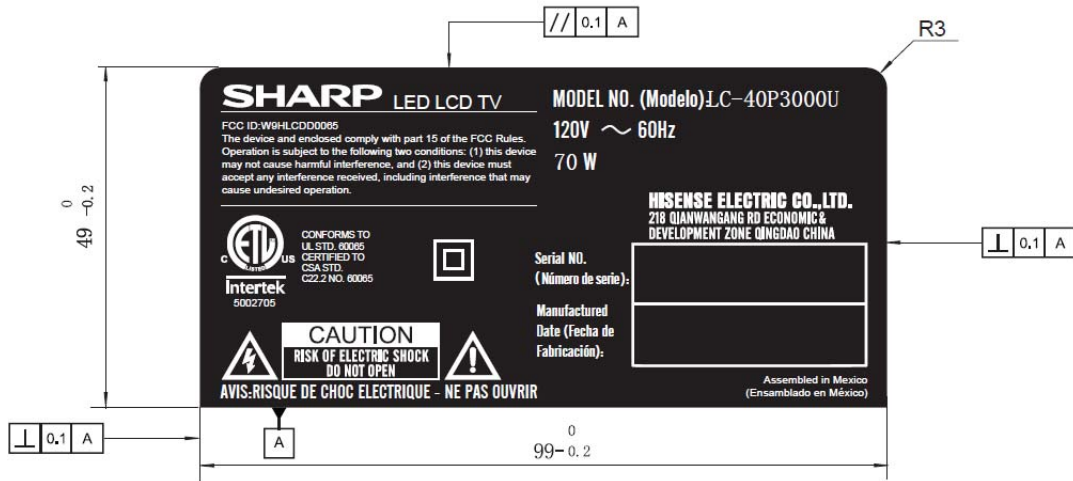 // 0.1 A
R3
SHARP LED LCD TV
MODEL NO. (Modelo):LC-40P3000U
120V ～ 60Hz
70 W
FCC ID:W9HLCDD0065
The device and enclosed comply with part 15 of the FCC Rules.
Operation is subject to the following two conditions: (1) this device
may not cause harmful interference, and (2) this device must
accept any interference received, including interference that may
cause undesired operation.
0
49 -0.2
HISENSE ELECTRIC CO.,LTD.
218 QIANWANGANG RD ECONOMIC &
DEVELOPMENT ZONE QINGDAO CHINA
⊥ 0.1 A
ETL
C US
LISTED
Intertek
5002705
CONFORMS TO
UL STD. 60065
CERTIFIED TO
CSA STD.
C22.2 NO. 60065
Serial NO.
(Número de serie):
Manufactured
Date (Fecha de
Fabricación):
CAUTION
RISK OF ELECTRIC SHOCK
DO NOT OPEN
AVIS:RISQUE DE CHOC ELECTRIQUE - NE PAS OUVRIR
Assembled in Mexico
(Ensamblado en México)
⊥ 0.1 A
A
0
99-0.2